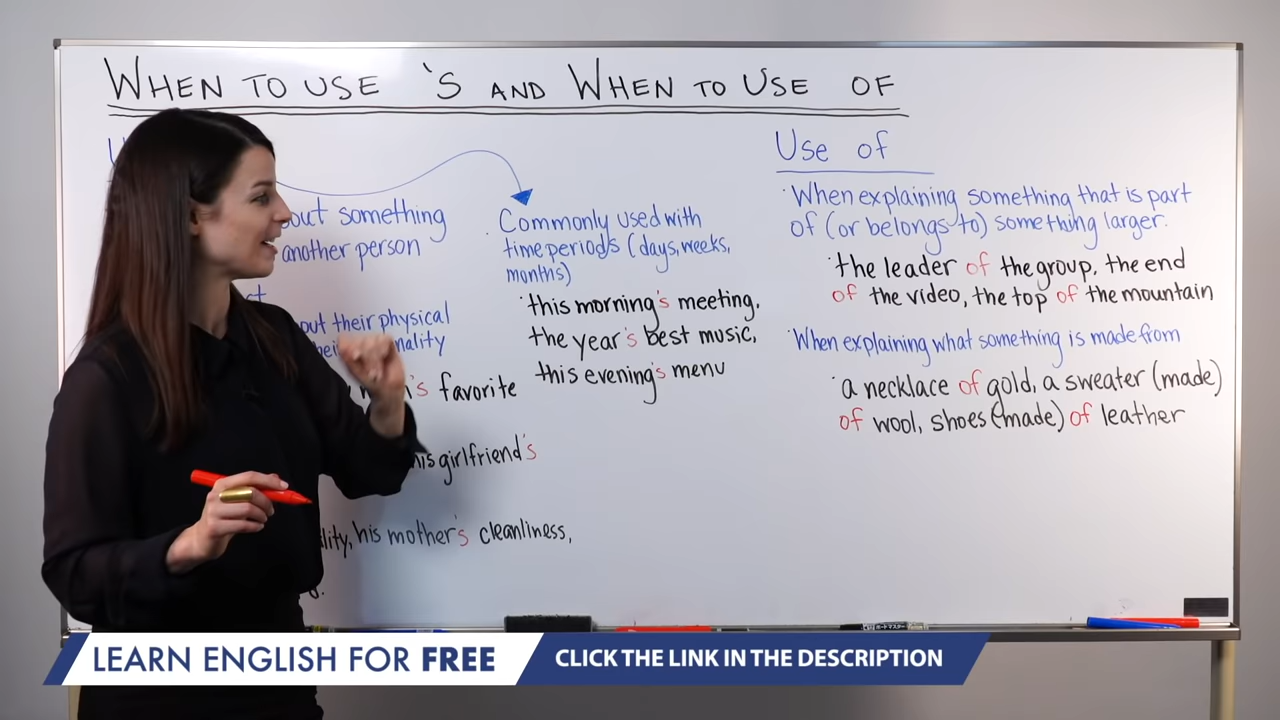 WHEN TO USE 'S AND WHEN TO USE OF
out something
another person
out their physical
nality
's favorite
his girlfriend's
lity, his mother's cleanliness,
Commonly used with
time periods (days, weeks,
months)
this morning's meeting,
the year's best music,
this evening's menu
Use of
When explaining something that is part
of (or belongs to) something larger.
the leader of the group, the end
of the video, the top of the mountain
When explaining what something is made from
a necklace of gold, a sweater (made)
of wool, shoes (made) of leather
LEARN ENGLISH FOR FREE
CLICK THE LINK IN THE DESCRIPTION